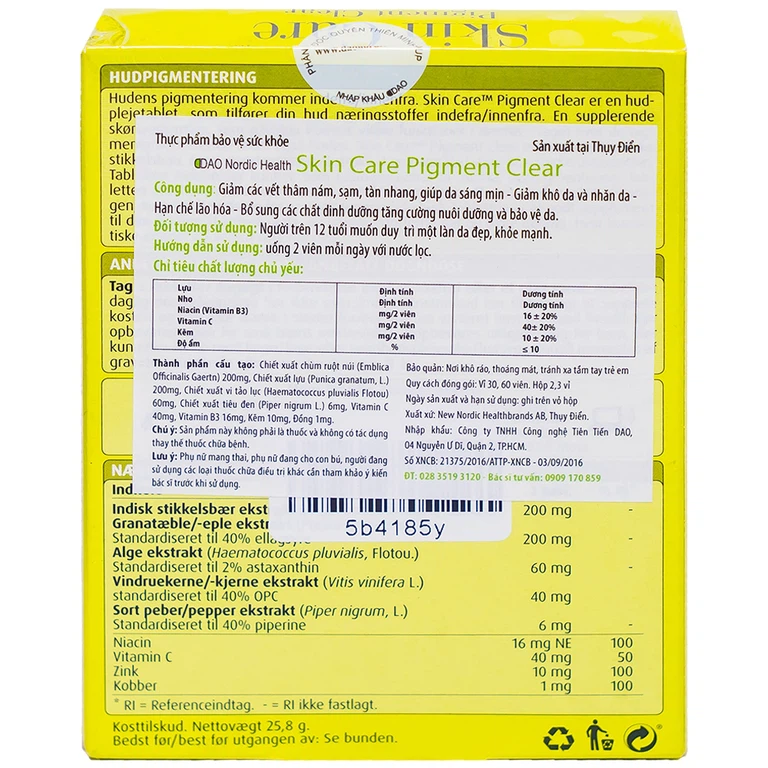 Skin Care
Pigment Clear
PHÂN
ĐỘC QUYỀN
NHẬP KHẨU DAO
HUDPIGMENTERING
Hudens pigmentering kommer
Skin Care™ Pigment Clear er en hud-
plejetablet, som tilfører din hud næringsstoffer indefra/innenfra. En supplerende
Thực phẩm bảo vệ sức khỏe
Sản xuất tại Thụy Điển
DAO Nordic Health Skin Care Pigment Clear
Công dụng: Giảm các vết thâm nám, sạm, tàn nhang, giúp da sáng mịn - Giảm khô da và nhăn da -
Hạn chế lão hóa - Bổ sung các chất dinh dưỡng tăng cường nuôi dưỡng và bảo vệ da.
Đối tượng sử dụng: Người trên 12 tuổi muốn duy trì một làn da đẹp, khỏe mạnh.
Hướng dẫn sử dụng: uống 2 viên mỗi ngày với nước lọc.
Chỉ tiêu chất lượng chủ yếu:
Lựu Định tính Dương tính
Nho Định tính Dương tính
Niacin (Vitamin B3) mg/2 viên 16 ± 20%
Vitamin C mg/2 viên 40± 20%
Kẽm mg/2 viên 10 ± 20%
Độ ẩm % ≤ 10
Thành phần cấu tạo: Chiết xuất chùm ruột núi (Emblica
Officinalis Gaertn) 200mg, Chiết xuất lựu (Punica granatum, L.)
200mg, Chiết xuất vi tảo lục (Haematococcus pluvialis Flotou)
60mg, Chiết xuất tiêu đen (Piper nigrum L.) 6mg, Vitamin C
40mg, Vitamin B3 16mg, Kẽm 10mg, Đồng 1mg.
Chú ý: Sản phẩm này không phải là thuốc và không có tác dụng
thay thế thuốc chữa bệnh.
Lưu ý: Phụ nữ mang thai, phụ nữ đang cho con bú, người đang
sử dụng các loại thuốc chữa điều trị khác cần tham khảo ý kiến
bác sĩ trước khi sử dụng.
Bảo quản: Nơi khô ráo, thoáng mát, tránh xa tầm tay trẻ em
Quy cách đóng gói: Vỉ 30, 60 viên. Hộp 2,3 vỉ
Ngày sản xuất và hạn sử dụng: ghi trên vỏ hộp
Xuất xứ: New Nordic Healthbrands AB, Thụy Điển.
Nhập khẩu: Công ty TNHH Công nghệ Tiên Tiến DAO,
04 Nguyễn Ư Dĩ, Quận 2, TP.HCM.
Số XNCB: 21375/2016/ATTP-XNCB - 03/09/2016
ĐT: 028 3519 3120 - Bác sĩ tư vấn: 0909 170 859
5b4185y
Indisk stikkelsbær 200 mg -
Granatæble/-eple
Standardiseret til 40% 200 mg -
Alge ekstrakt (Haematococcus pluvialis, Flotou.)
Standardiseret til 2% astaxanthin 60 mg -
Vindruekerne/-kjerne ekstrakt (Vitis vinifera L.)
standardiseret til 40% OPC 40 mg
Sort peber/pepper ekstrakt (Piper nigrum, L.)
Standardiseret til 40% piperine 6 mg -
Niacin 16 mg NE 100
Vitamin C 40 mg 50
Zink 10 mg 100
Kobber 1 mg 100
* RI = Referenceindtag. - = RI ikke fastlagt.
Kosttilskud. Nettovægt 25,8 g.
Bedst før/best før utgangen av: Se bunden.